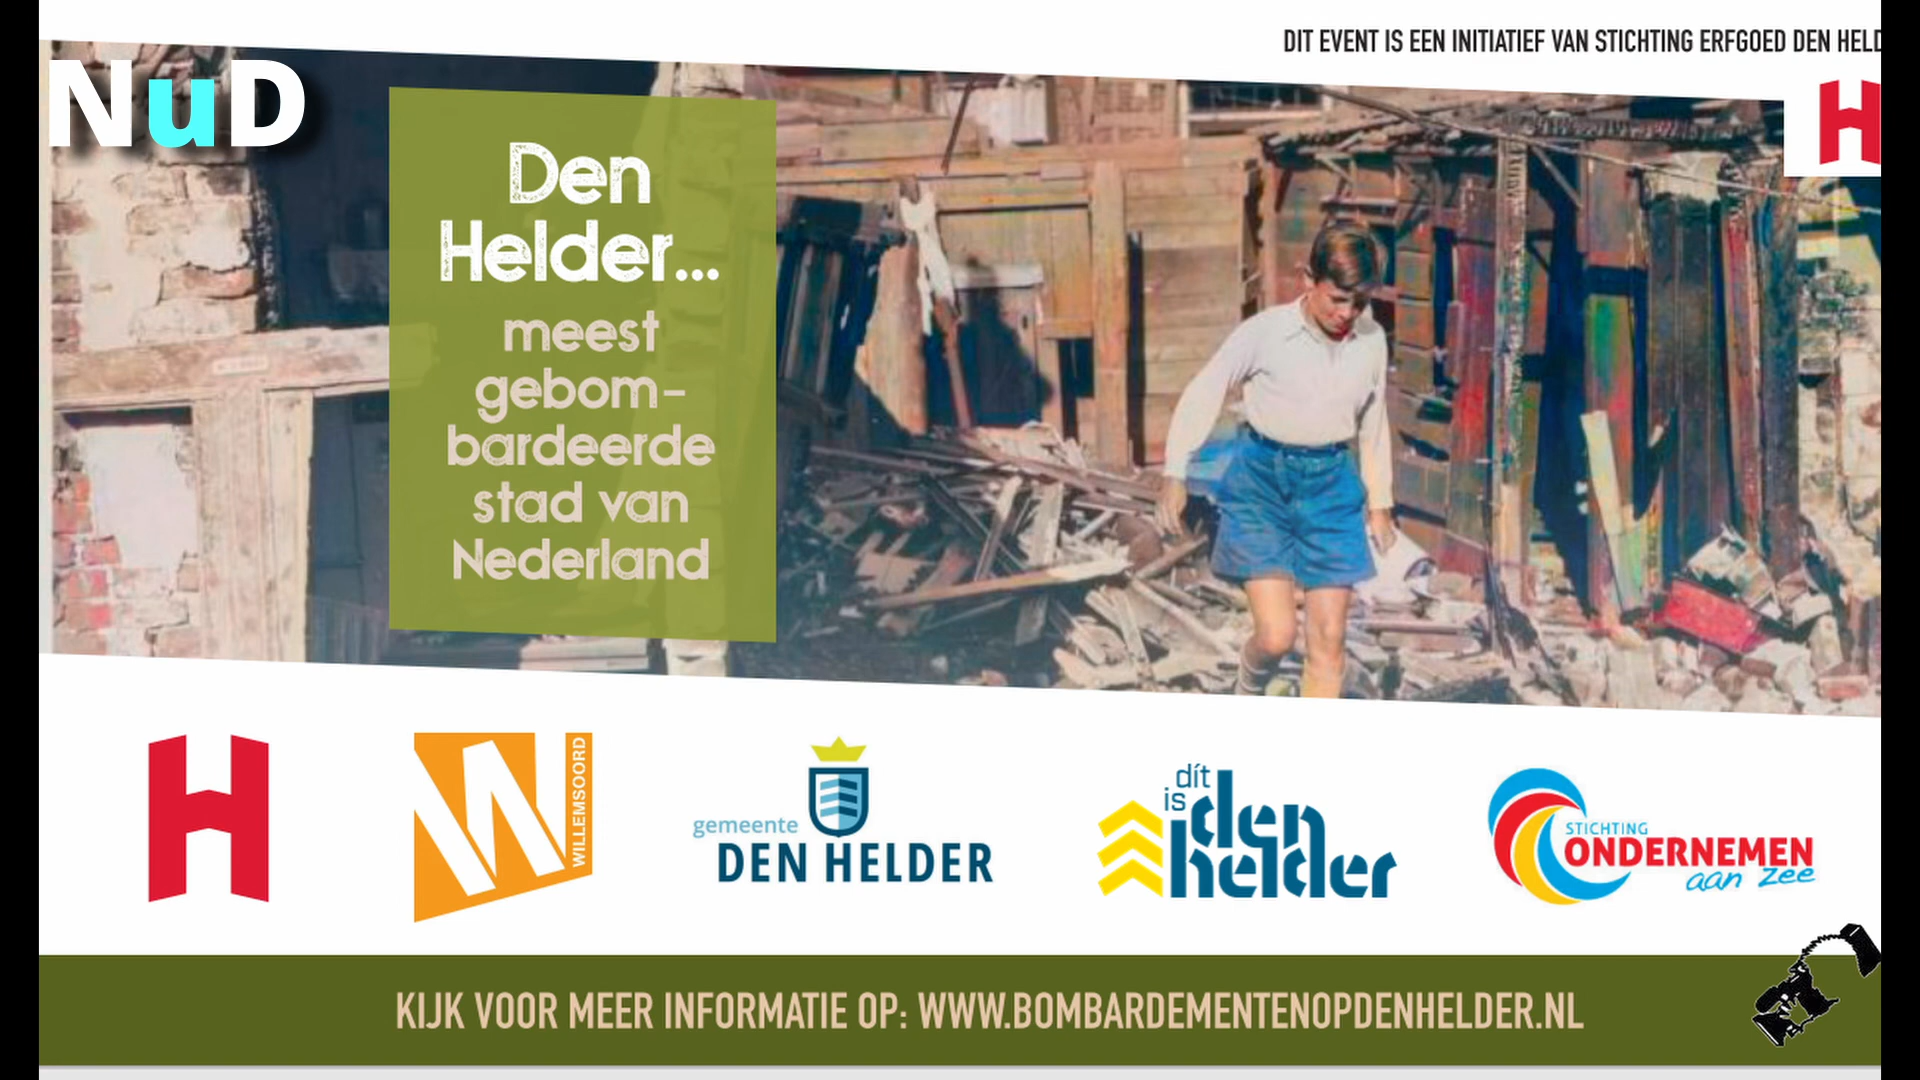 DIT EVENT IS EEN INITIATIEF VAN STICHTING ERFGOED DEN HELD
NuD
H
Den
Helder...
meest
gebom-
bardeerde
stad van
Nederland
H
W
WILLEMSOORD
gemeente
DEN HELDER
dít
is den
helder
STICHTING
ONDERNEMEN
aan zee
KIJK VOOR MEER INFORMATIE OP: WWW.BOMBARDEMENTENOPDENHELDER.NL